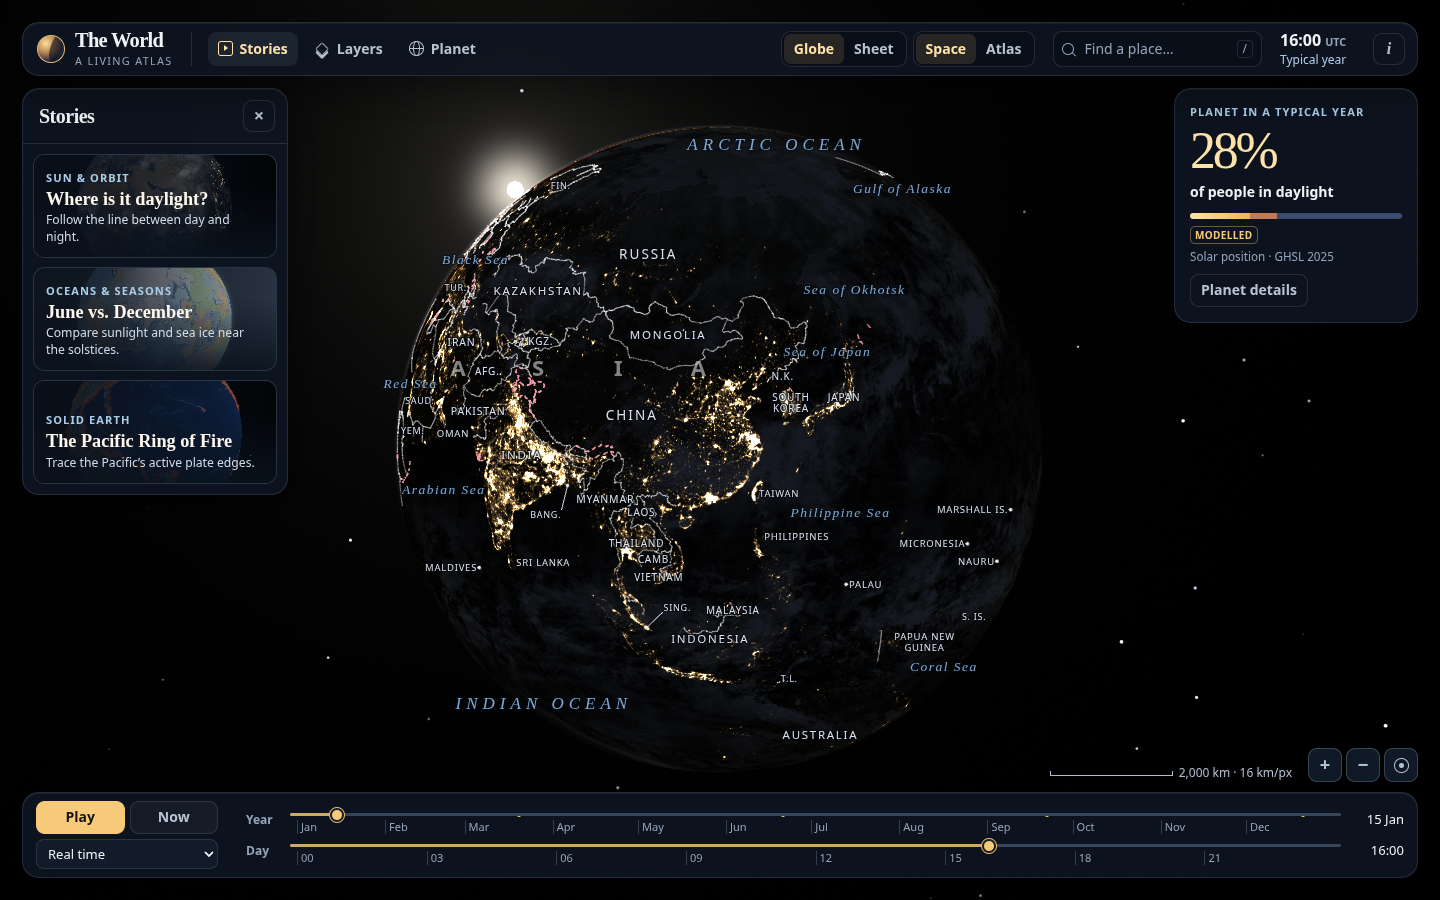 The World
A LIVING ATLAS
Stories
Layers
Planet
Globe
Sheet
Space
Atlas
Find a place...
/
16:00 UTC
Typical year
i
Stories
×
SUN & ORBIT
Where is it daylight?
Follow the line between day and
night.
OCEANS & SEASONS
June vs. December
Compare sunlight and sea ice near
the solstices.
SOLID EARTH
The Pacific Ring of Fire
Trace the Pacific's active plate edges.
PLANET IN A TYPICAL YEAR
28%
of people in daylight
MODELLED
Solar position · GHSL 2025
Planet details
ARCTIC OCEAN
FIN.
Gulf of Alaska
RUSSIA
Black Sea
TUR.
KAZAKHSTAN
Sea of Okhotsk
MONGOLIA
IRAN
KGZ.
Sea of Japan
ASIA
AFG.
N.K.
Red Sea
SAUD.
PAKISTAN
CHINA
SOUTH
KOREA
JAPAN
YEM.
OMAN
INDIA
Arabian Sea
MYANMAR
TAIWAN
BANG.
LAOS
Philippine Sea
MARSHALL IS.
THAILAND
PHILIPPINES
MICRONESIA
MALDIVES
SRI LANKA
CAMB.
NAURU
VIETNAM
PALAU
SING.
MALAYSIA
S. IS.
INDONESIA
PAPUA NEW
GUINEA
Coral Sea
T.L.
INDIAN OCEAN
AUSTRALIA
2,000 km · 16 km/px
+
−
Play
Now
Real time
Year
Jan
Feb
Mar
Apr
May
Jun
Jul
Aug
Sep
Oct
Nov
Dec
15 Jan
Day
00
03
06
09
12
15
18
21
16:00